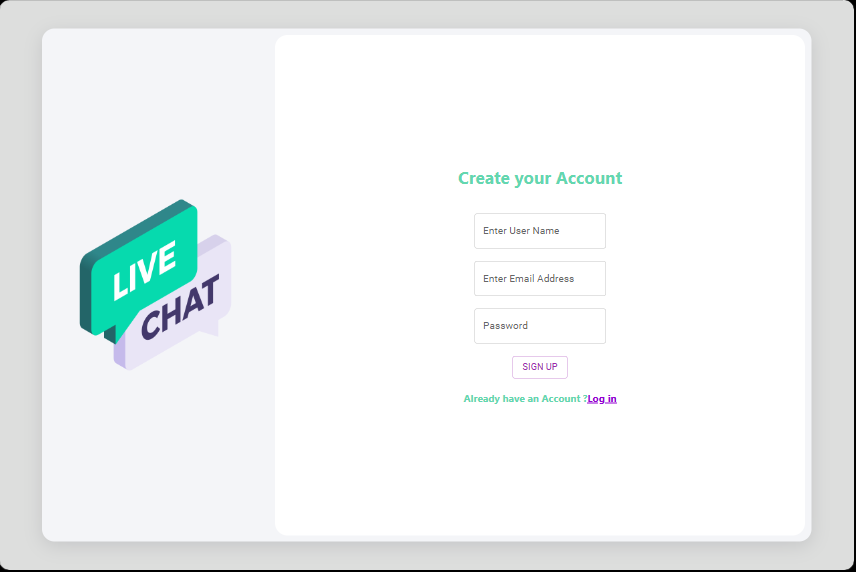 LIVE
CHAT
Create your Account
Enter User Name
Enter Email Address
Password
SIGN UP
Already have an Account ?Log in